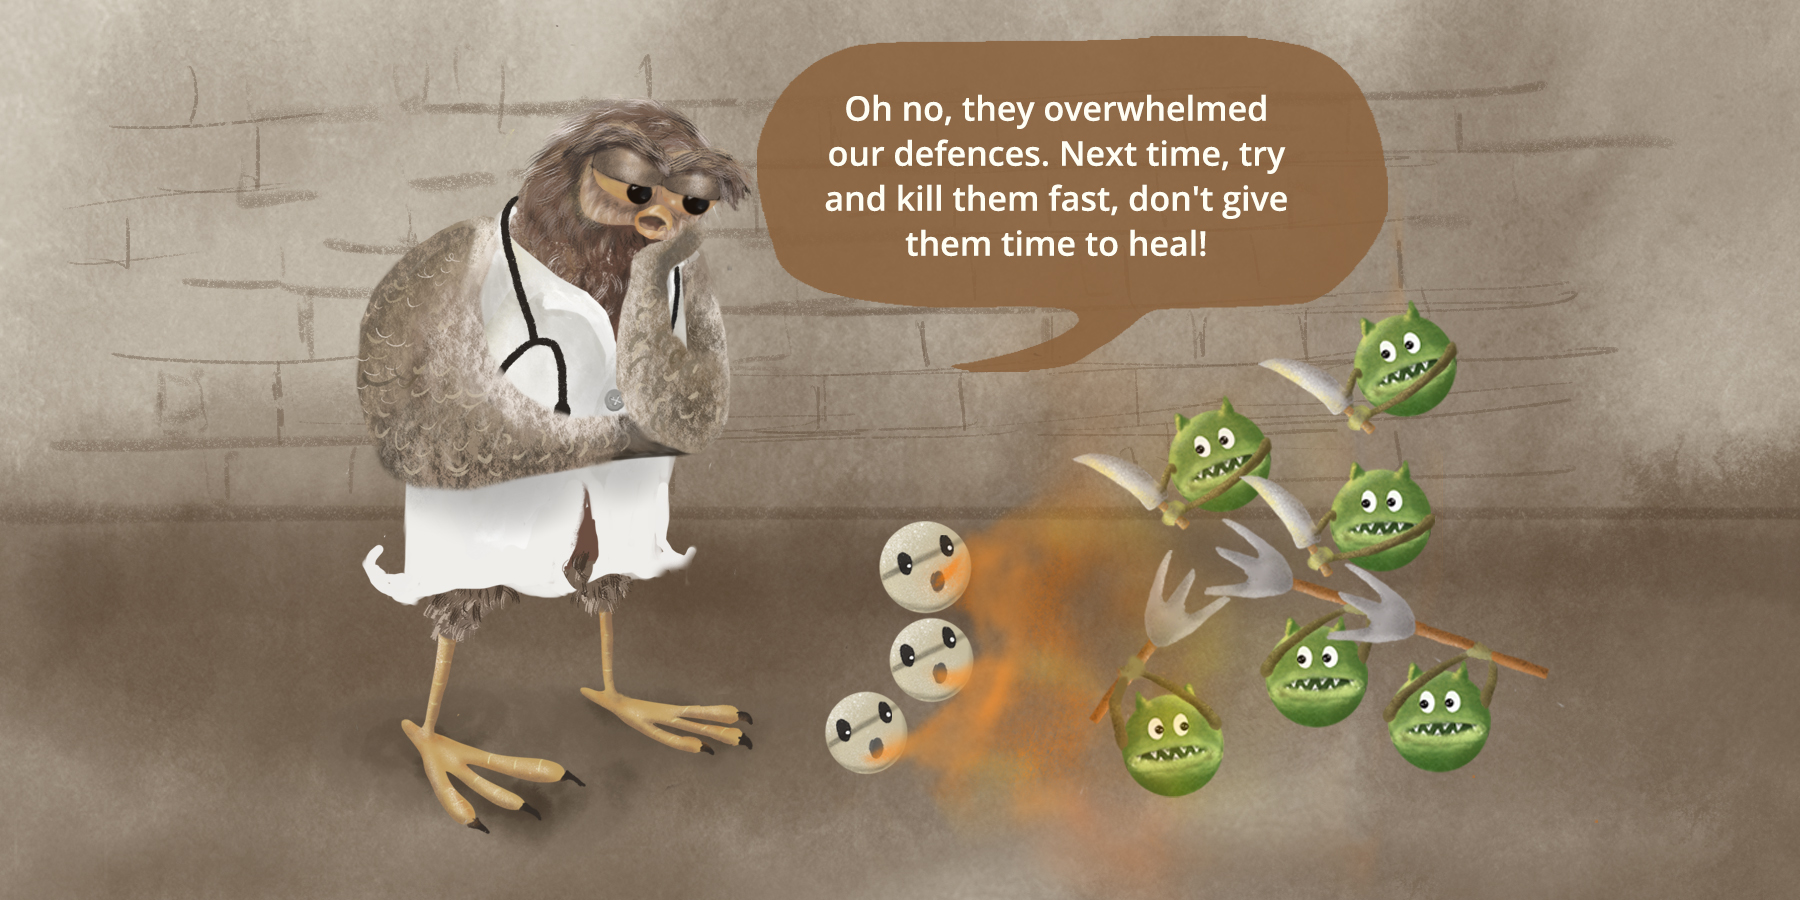 Oh no, they overwhelmed
our defences. Next time, try
and kill them fast, don't give
them time to heal!